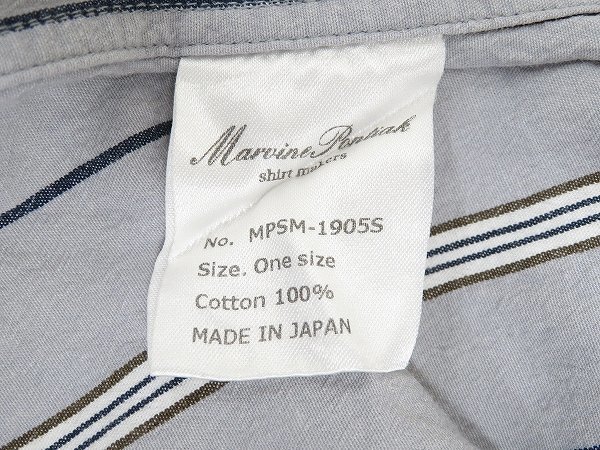 Marvine Pontiak
shirt makers
No. MPSM-1905S
Size. One size
Cotton 100%
MADE IN JAPAN